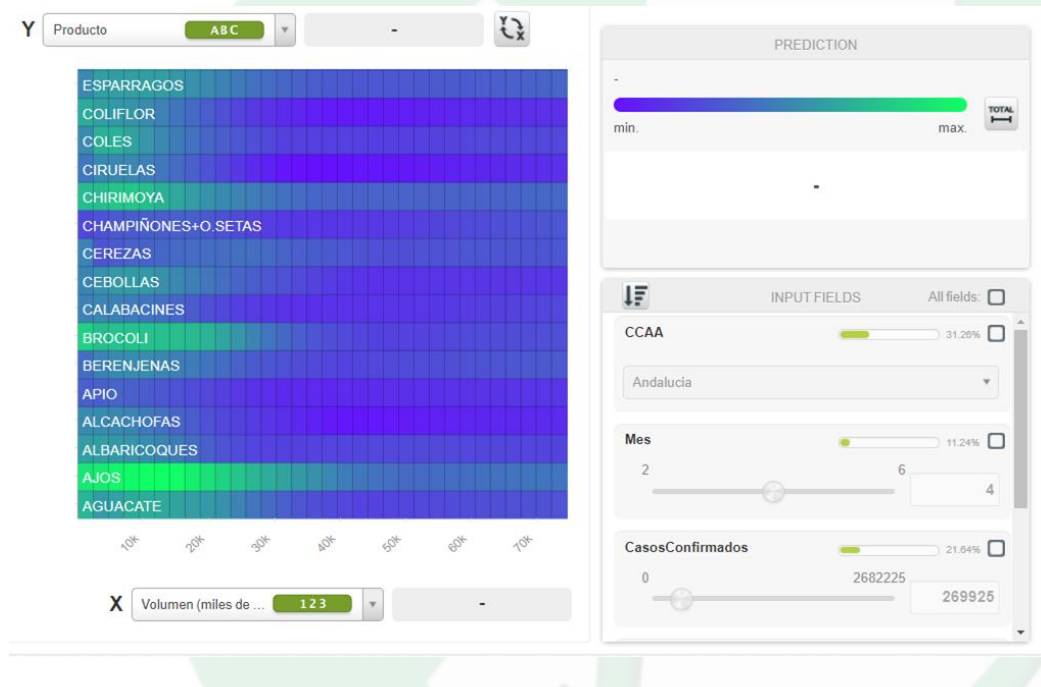 Y Producto ABC -
ESPARRAGOS
COLIFLOR
COLES
CIRUELAS
CHIRIMOYA
CHAMPIÑONES+O.SETAS
CEREZAS
CEBOLLAS
CALABACINES
BROCOLI
BERENJENAS
APIO
ALCACHOFAS
ALBARICOQUES
AJOS
AGUACATE
10k 20k 30k 40k 50k 60k 70k
X Volumen (miles de ... 123 -
PREDICTION
-
TOTAL
min. max.
-
INPUT FIELDS All fields:
CCAA 31.26%
Andalucia
Mes 11.24%
2 6
4
CasosConfirmados 21.64%
0 2682225
269925